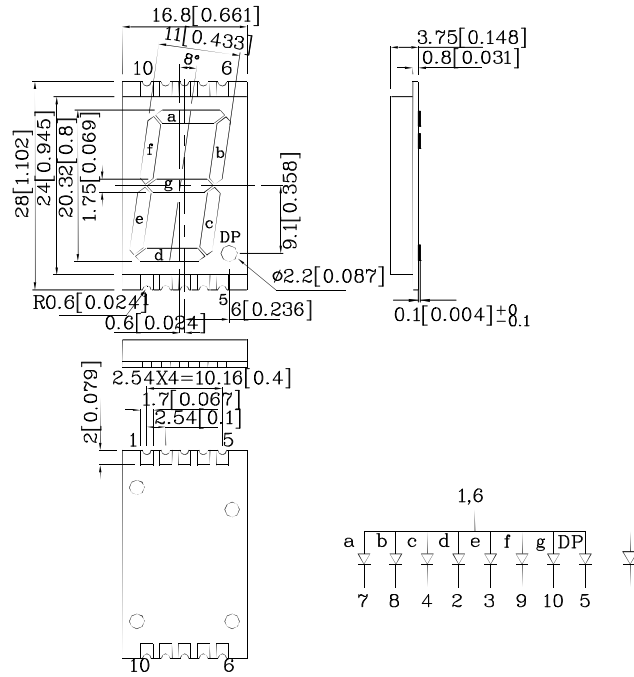 16.8[0.661]
11[0.433]
8°
10
6
3.75[0.148]
0.8[0.031]
28[1.102]
24[0.945]
20.32[0.8]
1.75[0.069]
a
f
b
g
e
c
d
DP
9.1[0.358]
ø2.2[0.087]
R0.6[0.024]
5
6[0.236]
0.6[0.024]
0.1[0.004]±0
-0.1
2.54X4=10.16[0.4]
1.7[0.067]
2.54[0.1]
2[0.079]
1
5
10
6
1,6
a b c d e f g DP
7 8 4 2 3 9 10 5